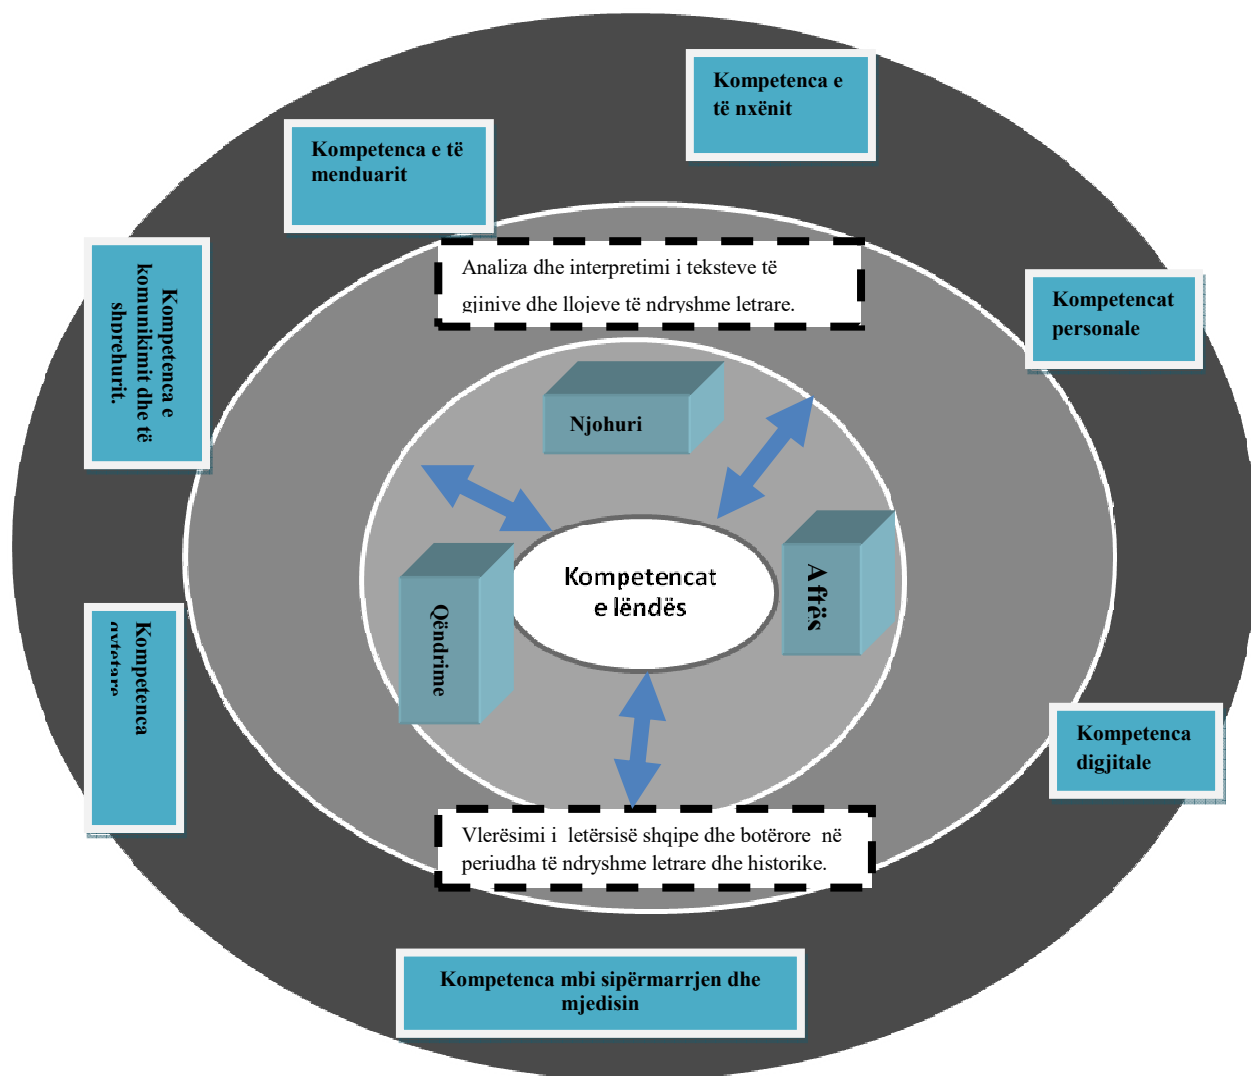 Kompetenca e
të nxënit
Kompetenca e të
menduarit
Kompetenca e
komunikimit dhe të
shprehurit.
Analiza dhe interpretimi i teksteve të
gjinive dhe llojeve të ndryshme letrare.
Kompetencat
personale
Njohuri
Kompetencat
e lëndës
Aftës
Qëndrime
Kompetenca
Kompetenca
digjitale
Vlerësimi i letërsisë shqipe dhe botërore në
periudha të ndryshme letrare dhe historike.
Kompetenca mbi sipërmarrjen dhe
mjedisin